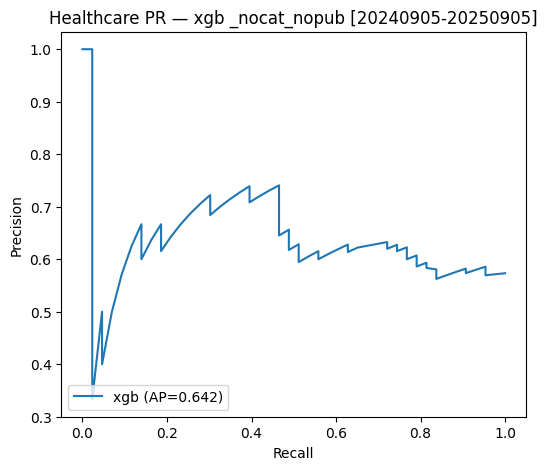 Healthcare PR — xgb _nocat_nopub [20240905-20250905]
1.0
0.9
0.8
0.7
0.6
0.5
0.4
0.3
Precision
xgb (AP=0.642)
0.0 0.2 0.4 0.6 0.8 1.0
Recall